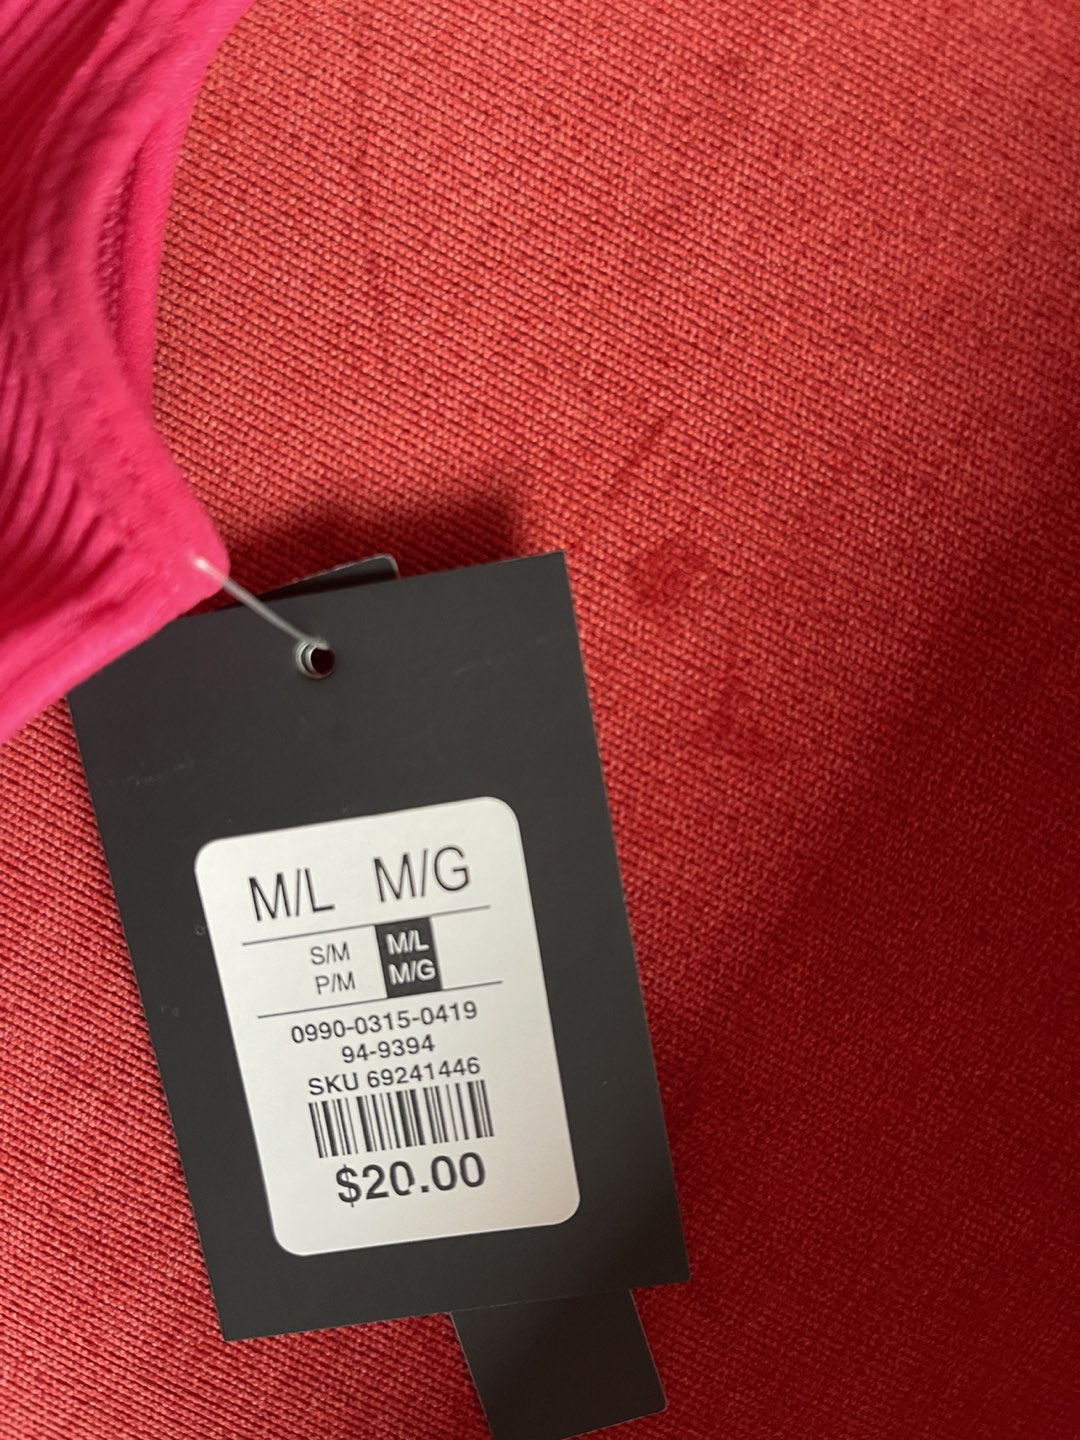 M/L M/G
S/M M/L
P/M M/G
0990-0315-0419
94-9394
SKU 69241446
$20.00